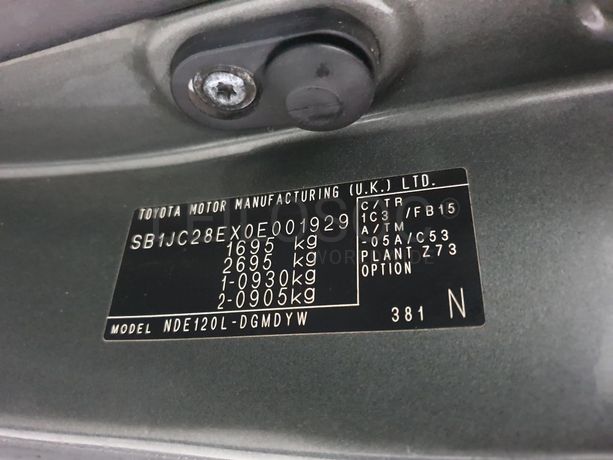 TOYOTA MOTOR MANUFACTURING (U.K.) LTD.
SB1JC28EX0E001929
1695 kg
2695 kg
1-0930kg
2-0905kg
C/TR
1C3 /FB15
A/TM
-05A/C53
PLANT Z73
OPTION
MODEL NDE120L-DGMDYW
381 N